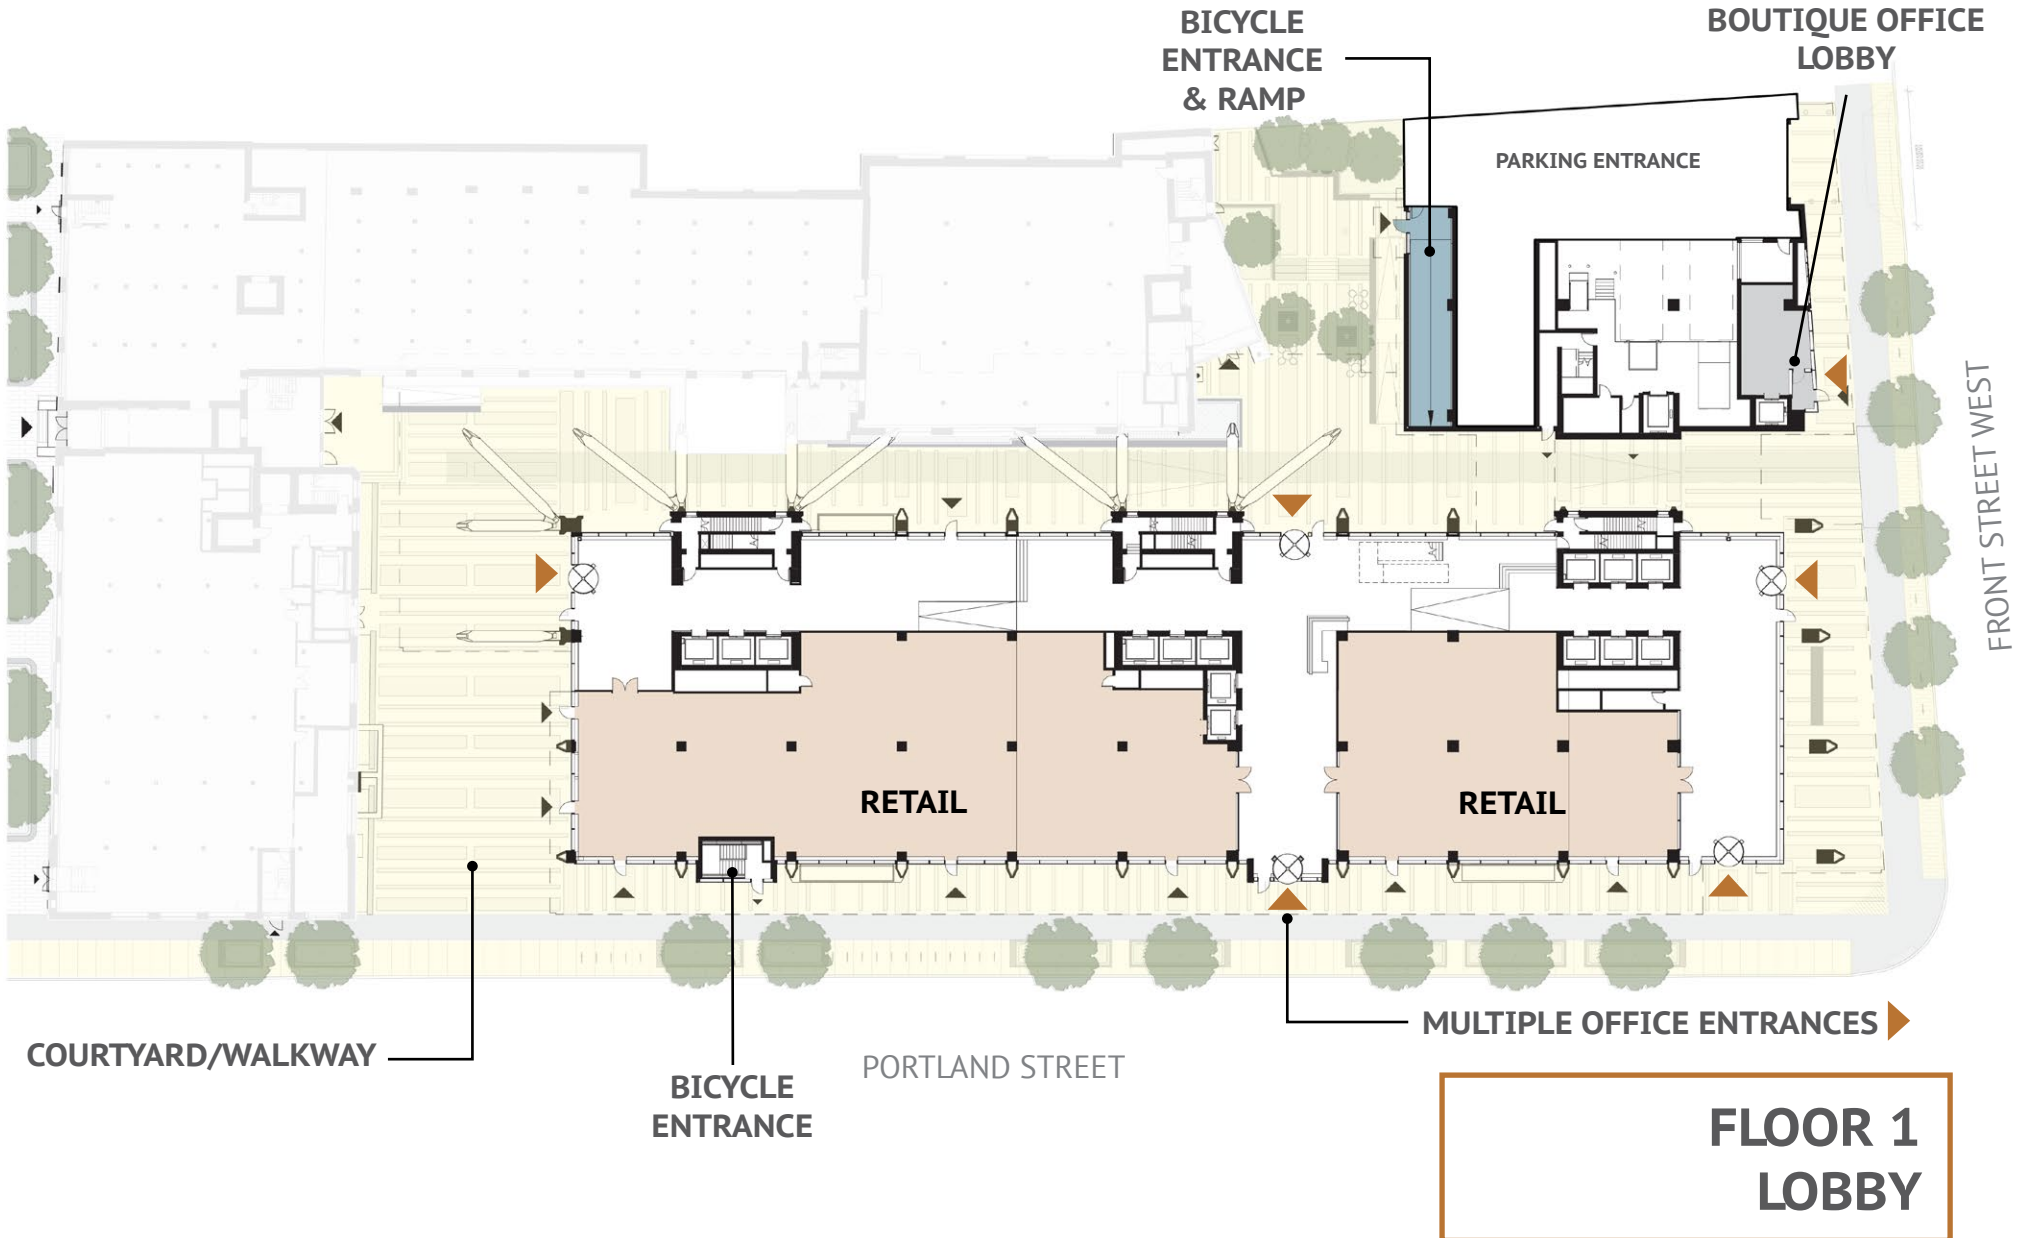 BICYCLE
ENTRANCE
& RAMP
BOUTIQUE OFFICE
LOBBY
PARKING ENTRANCE
FRONT STREET WEST
RETAIL
RETAIL
MULTIPLE OFFICE ENTRANCES
COURTYARD/WALKWAY
BICYCLE
ENTRANCE
PORTLAND STREET
FLOOR 1
LOBBY